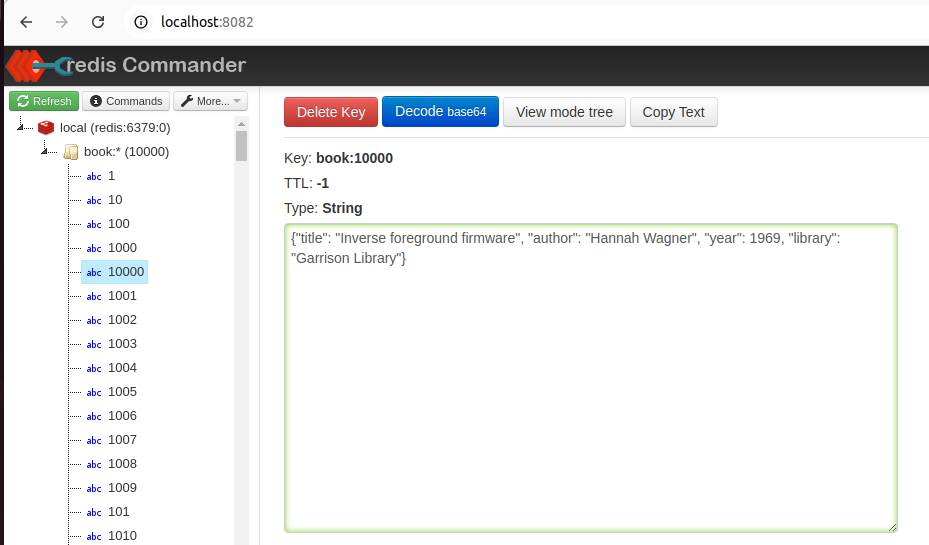 localhost:8082
redis Commander
Refresh Commands More...
local (redis:6379:0)
book:* (10000)
abc 1
abc 10
abc 100
abc 1000
abc 10000
abc 1001
abc 1002
abc 1003
abc 1004
abc 1005
abc 1006
abc 1007
abc 1008
abc 1009
abc 101
abc 1010
Delete Key Decode base64 View mode tree Copy Text
Key: book:10000
TTL: -1
Type: String
{"title": "Inverse foreground firmware", "author": "Hannah Wagner", "year": 1969, "library":
"Garrison Library"}